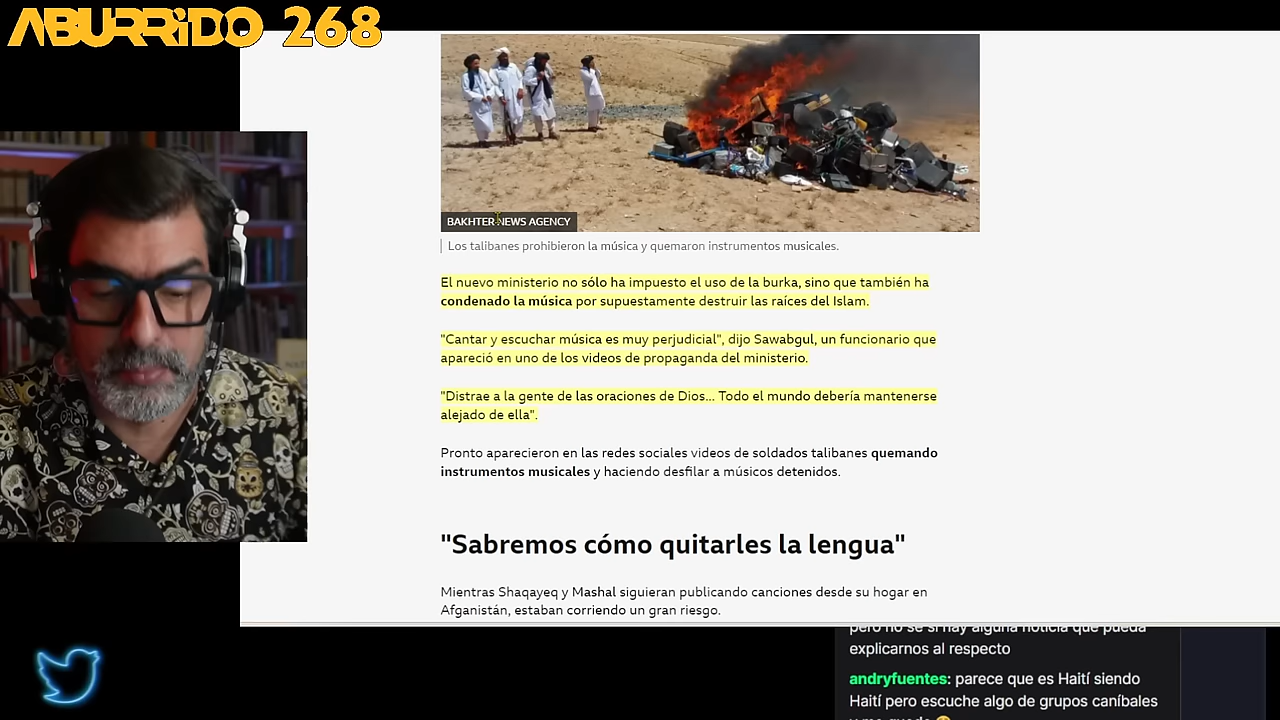 ABURRiDO 268
BAKHTER NEWS AGENCY
Los talibanes prohibieron la música y quemaron instrumentos musicales.
El nuevo ministerio no sólo ha impuesto el uso de la burka, sino que también ha
condenado la música por supuestamente destruir las raíces del Islam.
"Cantar y escuchar música es muy perjudicial", dijo Sawabgul, un funcionario que
apareció en uno de los videos de propaganda del ministerio.
"Distrae a la gente de las oraciones de Dios... Todo el mundo debería mantenerse
alejado de ella".
Pronto aparecieron en las redes sociales videos de soldados talibanes quemando
instrumentos musicales y haciendo desfilar a músicos detenidos.
"Sabremos cómo quitarles la lengua"
Mientras Shaqayeq y Mashal siguieran publicando canciones desde su hogar en
Afganistán, estaban corriendo un gran riesgo.
pero no se si hay alguna noticia que pueda
explicarnos al respecto
andryfuentes: parece que es Haití siendo
Haití pero escuche algo de grupos caníbales